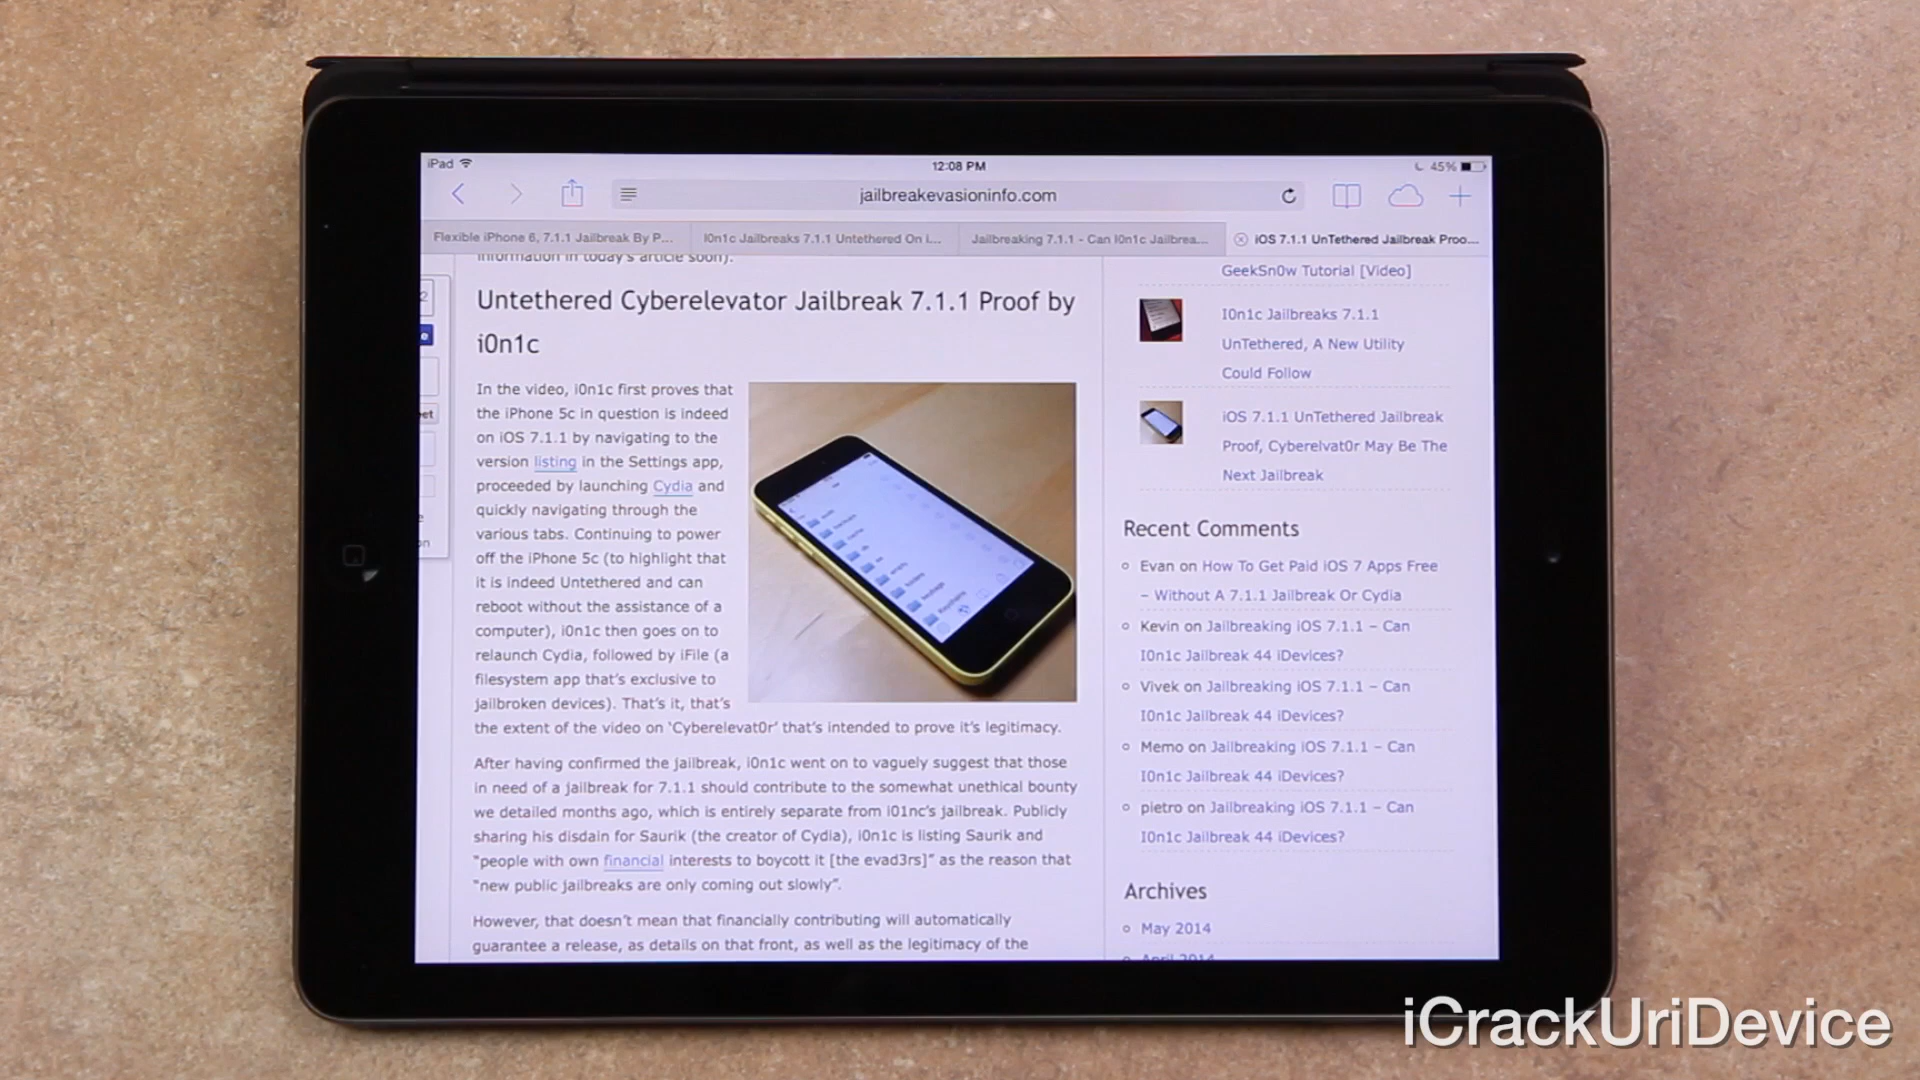 iPad
12:08 PM
45%
jailbreakevasioninfo.com
Flexible iPhone 6, 7.1.1 Jailbreak By P...
I0n1c Jailbreaks 7.1.1 Untethered On i...
Jailbreaking 7.1.1 - Can I0n1c Jailbrea...
iOS 7.1.1 UnTethered Jailbreak Proo...
information in today's article soon).
Untethered Cyberelevator Jailbreak 7.1.1 Proof by
i0n1c
In the video, i0n1c first proves that
the iPhone 5c in question is indeed
on iOS 7.1.1 by navigating to the
version listing in the Settings app,
proceeded by launching Cydia and
quickly navigating through the
various tabs. Continuing to power
off the iPhone 5c (to highlight that
it is indeed Untethered and can
reboot without the assistance of a
computer), i0n1c then goes on to
relaunch Cydia, followed by iFile (a
filesystem app that's exclusive to
jailbroken devices). That's it, that's
the extent of the video on 'Cyberelevat0r' that's intended to prove it's legitimacy.
After having confirmed the jailbreak, i0n1c went on to vaguely suggest that those
in need of a jailbreak for 7.1.1 should contribute to the somewhat unethical bounty
we detailed months ago, which is entirely separate from i01nc's jailbreak. Publicly
sharing his disdain for Saurik (the creator of Cydia), i0n1c is listing Saurik and
"people with own financial interests to boycott it [the evad3rs]" as the reason that
"new public jailbreaks are only coming out slowly".
However, that doesn't mean that financially contributing will automatically
guarantee a release, as details on that front, as well as the legitimacy of the
GeekSn0w Tutorial [Video]
I0n1c Jailbreaks 7.1.1
UnTethered, A New Utility
Could Follow
iOS 7.1.1 UnTethered Jailbreak
Proof, Cyberelvat0r May Be The
Next Jailbreak
Recent Comments
Evan on How To Get Paid iOS 7 Apps Free
– Without A 7.1.1 Jailbreak Or Cydia
Kevin on Jailbreaking iOS 7.1.1 – Can
I0n1c Jailbreak 44 iDevices?
Vivek on Jailbreaking iOS 7.1.1 – Can
I0n1c Jailbreak 44 iDevices?
Memo on Jailbreaking iOS 7.1.1 – Can
I0n1c Jailbreak 44 iDevices?
pietro on Jailbreaking iOS 7.1.1 – Can
I0n1c Jailbreak 44 iDevices?
Archives
May 2014
April 2014
iCrackUriDevice